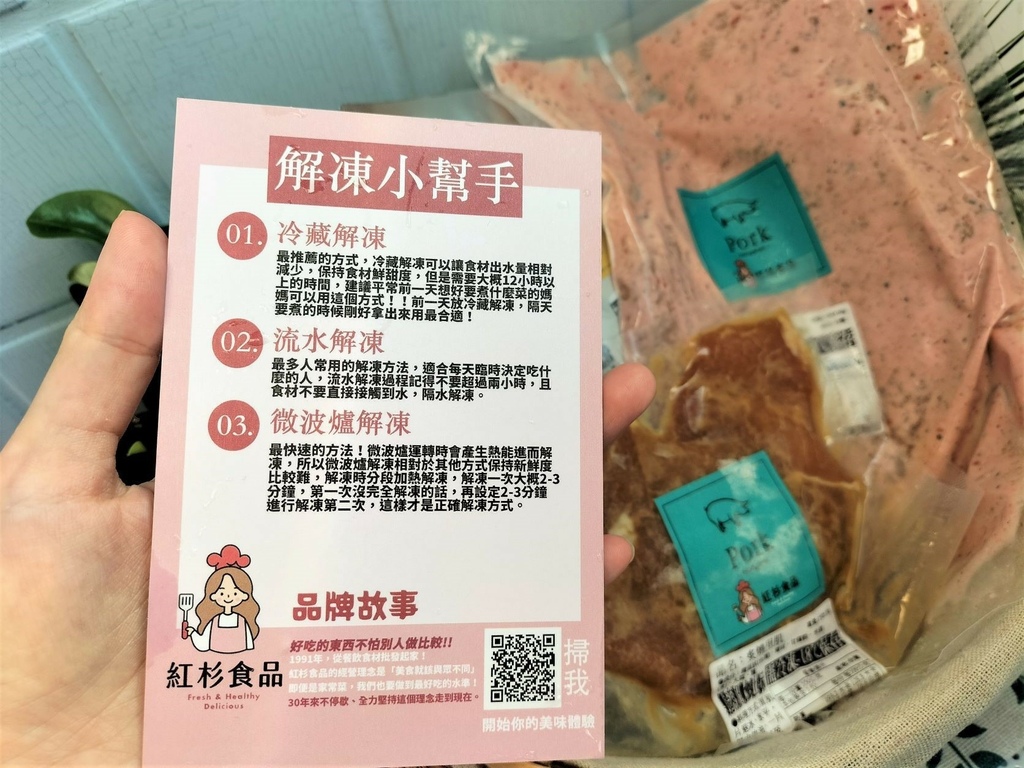 解凍小幫手
01. 冷藏解凍
最推薦的方式，冷藏解凍可以讓食材出水量相對
減少，保持食材鮮甜度，但是需要大概12小時以
上的時間，建議平常前一天想好要煮什麼菜的媽
媽可以用這個方式！！前一天放冷藏解凍，隔天
要煮的時候剛好拿出來用最合適！
02. 流水解凍
最多人常用的解凍方法，適合每天臨時決定吃什
麼的人，流水解凍過程記得不要超過兩小時，且
食材不要直接接觸到水，隔水解凍。
03. 微波爐解凍
最快速的方法！微波爐運轉時會產生熱能進而解
凍，所以微波爐解凍相對於其他方式保持新鮮度
比較難，解凍時分段加熱解凍，解凍一次大概2-3
分鐘，第一次沒完全解凍的話，再設定2-3分鐘
進行解凍第二次，這樣才是正確解凍方式。
品牌故事
好吃的東西不怕別人做比較!!
1991年，從餐飲食材批發起家！
紅杉食品的經營理念是「美食就該與眾不同」
即便是家常菜，我們也要做到最好吃的水準！
30年來不停歇、全力堅持這個理念走到現在。
紅杉食品
Fresh & Healthy
Delicious
掃我
開始你的美味體驗
Pork
Pork
紅杉食品